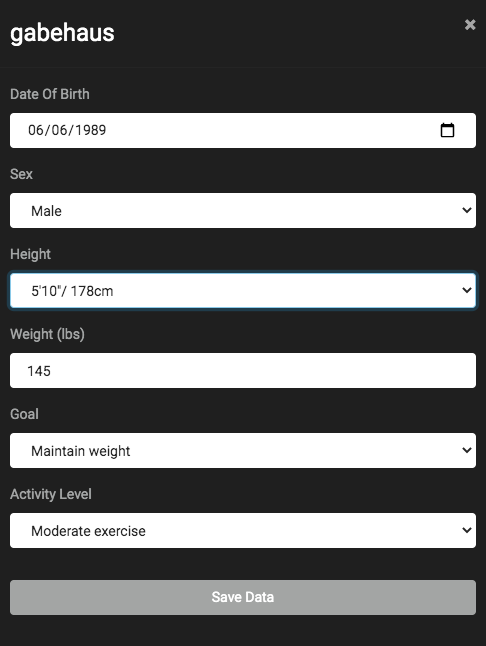 gabehaus
Date Of Birth
06/06/1989
Sex
Male
Height
5'10"/ 178cm
Weight (lbs)
145
Goal
Maintain weight
Activity Level
Moderate exercise
Save Data